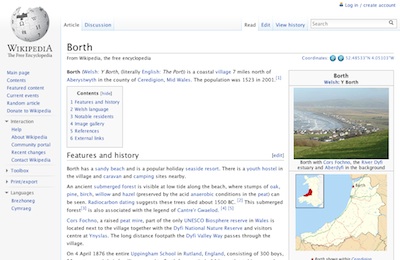 Log in / create account
Article Discussion Read Edit View history
WIKIPEDIA
The Free Encyclopedia
Main page
Contents
Featured content
Current events
Random article
Donate to Wikipedia
Interaction
Help
About Wikipedia
Community portal
Recent changes
Contact Wikipedia
Toolbox
Print/export
Languages
Brezhoneg
Cymraeg
Borth
From Wikipedia, the free encyclopedia
Coordinates
Borth (Welsh: Y Borth, literally English: The Port) is a coastal village 7 miles north of
Aberystwyth in the county of Ceredigion, Mid Wales. The population was 1523 in 2001.[1]
Contents [hide]
1 Features and history
2 Welsh language
3 Notable residents
4 Image gallery
5 References
6 External links
Features and history [edit]
Borth has a sandy beach and is a popular holiday seaside resort. There is a youth hostel in
the village and caravan and camping sites nearby.
An ancient submerged forest is visible at low tide along the beach, where stumps of oak,
pine, birch, willow and hazel (preserved by the acid anaerobic conditions in the peat) can
be seen. Radiocarbon dating suggests these trees died about 1500 BC. [2] This submerged
forest[3] is also associated with the legend of Cantre'r Gwaelod. [4] [5]
Cors Fochno, a raised peat mire, part of the only UNESCO Biosphere reserve in Wales is
located next to the village together with the Dyfi National Nature Reserve and visitors
centre at Ynyslas. The long distance footpath the Dyfi Valley Way passes through the
village.
On 4 April 1876 the entire Uppingham School in Rutland, England, consisting of 300 boys,
Borth
Welsh: Y Borth
Borth with Cors Fochno, the River Dyfi
estuary and Aberdyfi in the background